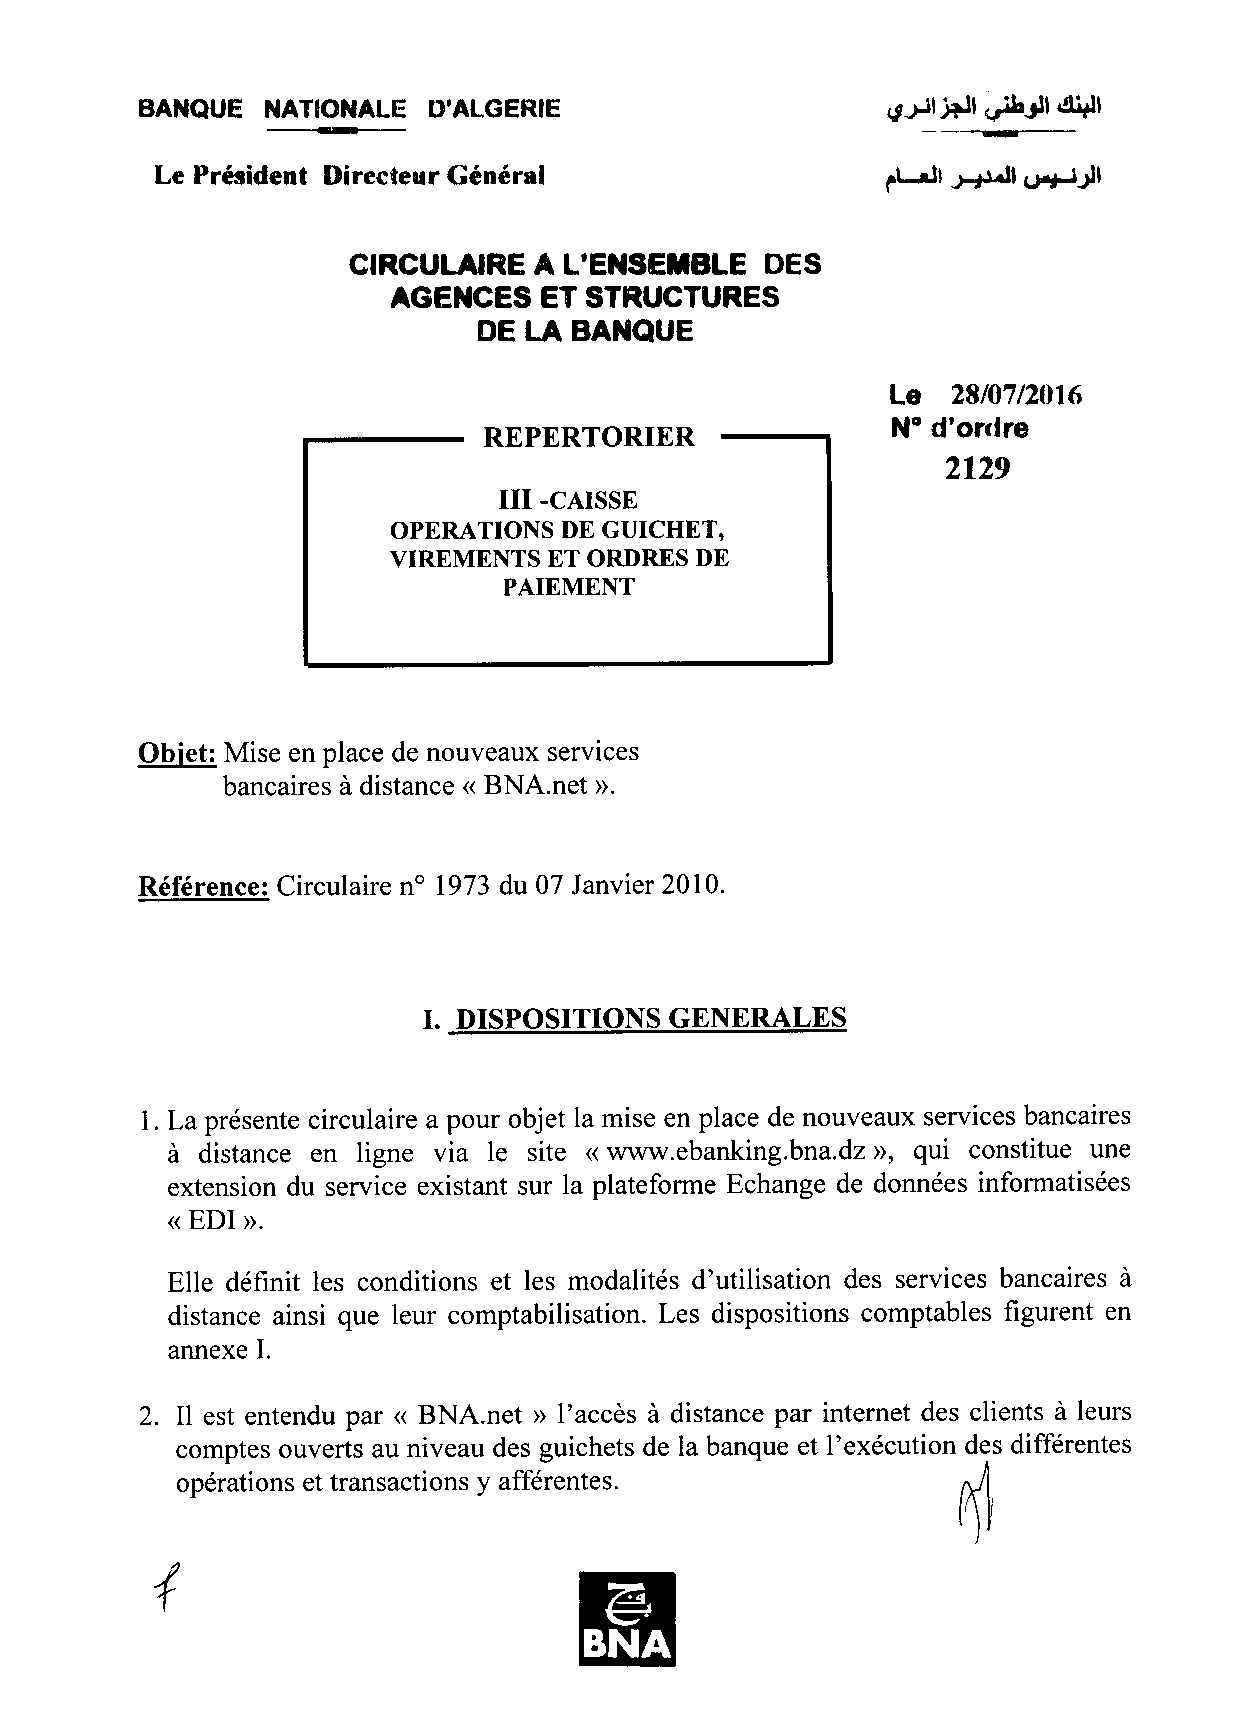 BANQUE NATIONALE D'ALGERIE
البنك الوطني الجزائري
Le Président Directeur Général
الرئيس المدير العام
CIRCULAIRE A L'ENSEMBLE DES
AGENCES ET STRUCTURES
DE LA BANQUE
Le 28/07/2016
N° d'ordre
2129
REPERTORIER
III -CAISSE
OPERATIONS DE GUICHET,
VIREMENTS ET ORDRES DE
PAIEMENT
Objet: Mise en place de nouveaux services
bancaires à distance « BNA.net ».
Référence: Circulaire n° 1973 du 07 Janvier 2010.
I. DISPOSITIONS GENERALES
1. La présente circulaire a pour objet la mise en place de nouveaux services bancaires
à distance en ligne via le site « www.ebanking.bna.dz », qui constitue une
extension du service existant sur la plateforme Echange de données informatisées
« EDI ».
Elle définit les conditions et les modalités d'utilisation des services bancaires à
distance ainsi que leur comptabilisation. Les dispositions comptables figurent en
annexe I.
2. Il est entendu par « BNA.net » l'accès à distance par internet des clients à leurs
comptes ouverts au niveau des guichets de la banque et l'exécution des différentes
opérations et transactions y afférentes.
BNA